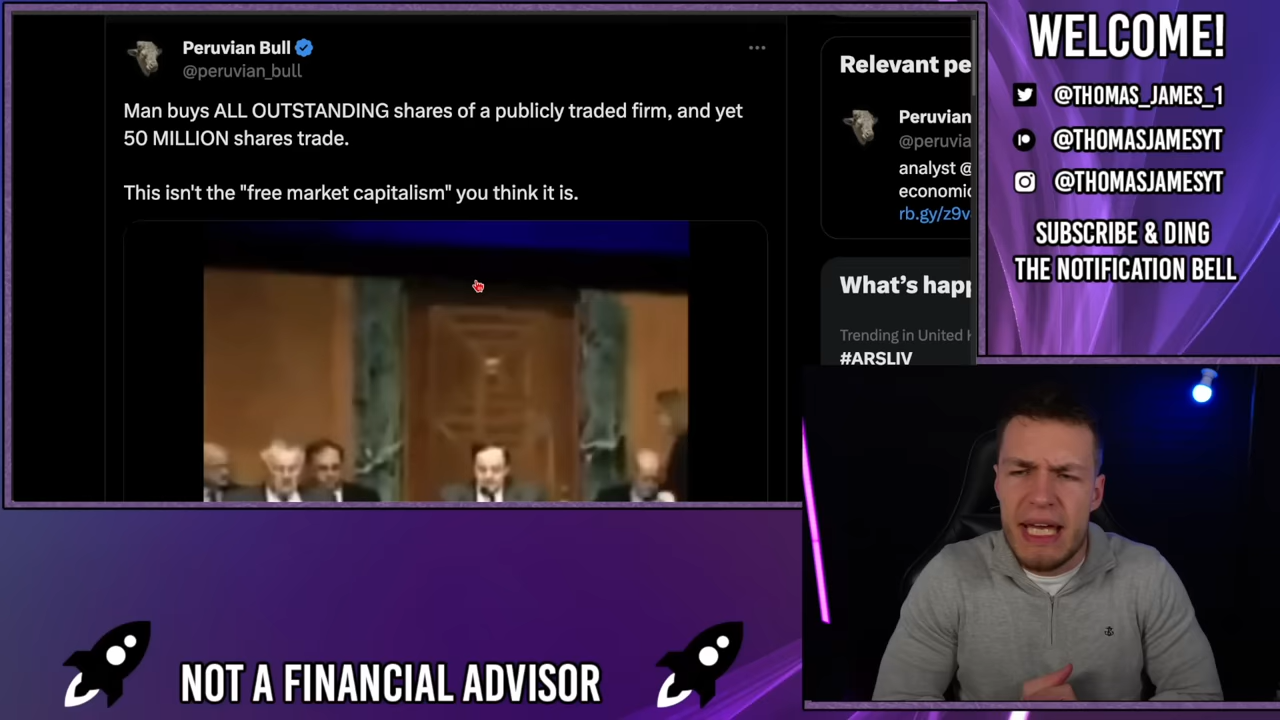 Peruvian Bull
@peruvian_bull
Man buys ALL OUTSTANDING shares of a publicly traded firm, and yet
50 MILLION shares trade.
This isn't the "free market capitalism" you think it is.
Relevant pe
Peruvian
@peruvia
analyst @
economic
rb.gy/z9v
What's hap
Trending in United K
#ARSLIV
WELCOME!
@THOMAS_JAMES_1
@THOMASJAMESYT
@THOMASJAMESYT
SUBSCRIBE & DING
THE NOTIFICATION BELL
NOT A FINANCIAL ADVISOR